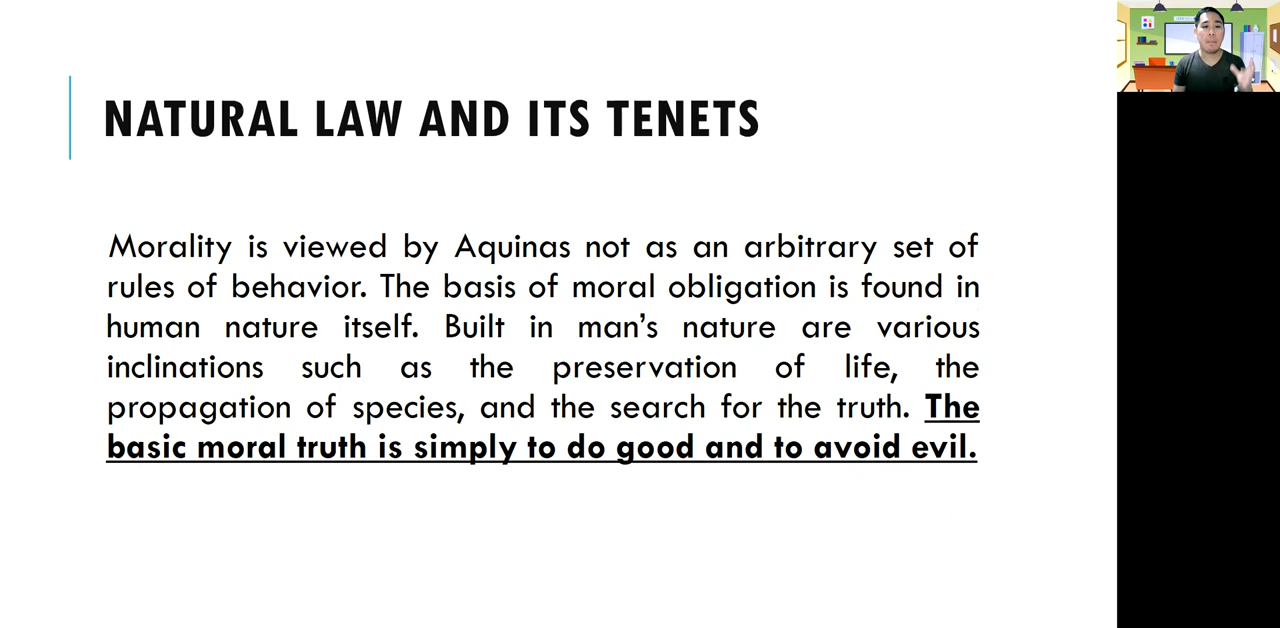 NATURAL LAW AND ITS TENETS
Morality is viewed by Aquinas not as an arbitrary set of
rules of behavior. The basis of moral obligation is found in
human nature itself. Built in man’s nature are various
inclinations such as the preservation of life, the
propagation of species, and the search for the truth. The
basic moral truth is simply to do good and to avoid evil.